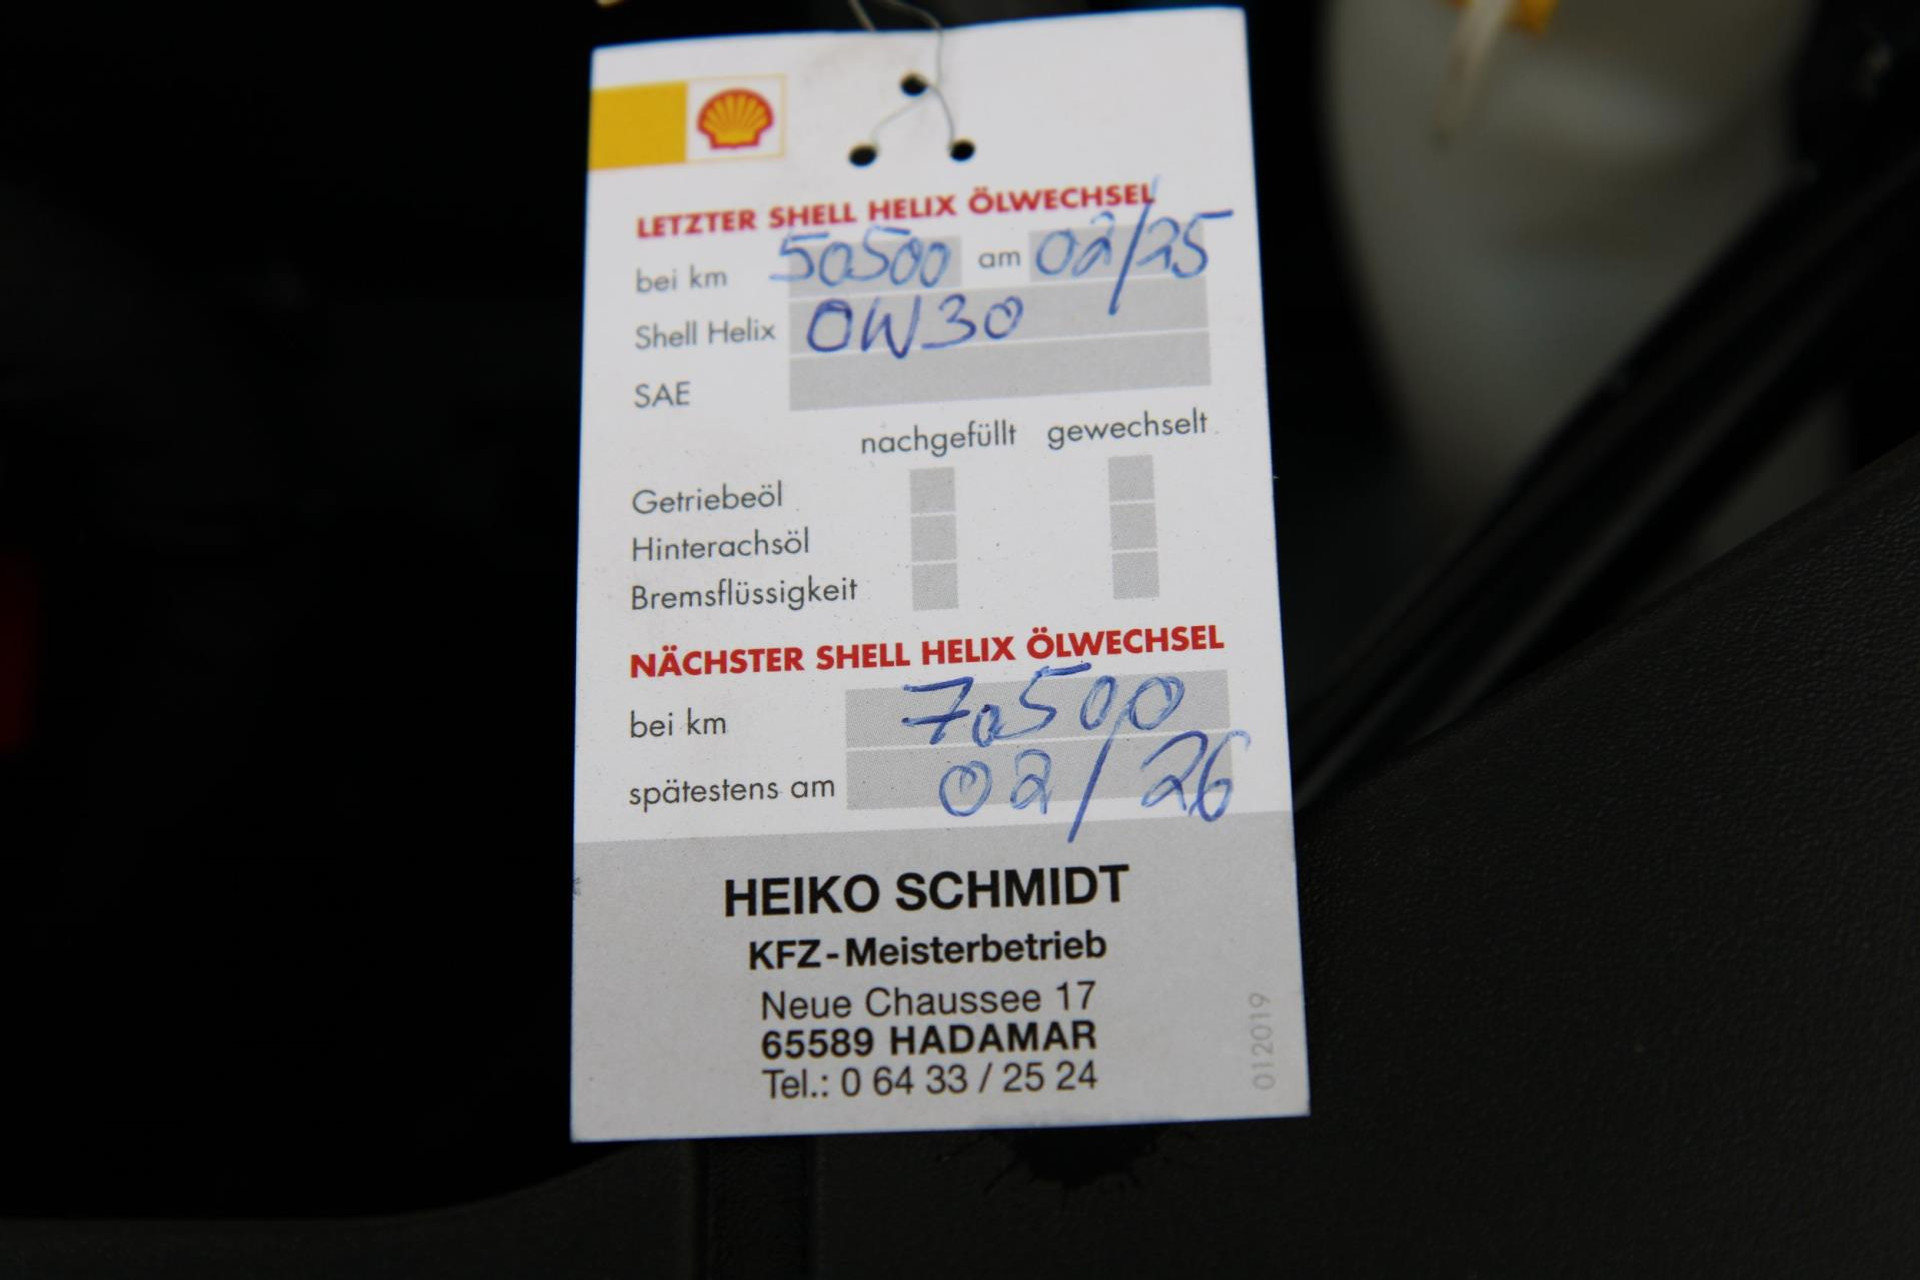 LETZTER SHELL HELIX ÖLWECHSEL
bei km 50500 am 02/25
Shell Helix 0W30
SAE
nachgefüllt gewechselt
Getriebeöl
Hinterachsöl
Bremsflüssigkeit
NÄCHSTER SHELL HELIX ÖLWECHSEL
bei km 70500
spätestens am 02/26
HEIKO SCHMIDT
KFZ-Meisterbetrieb
Neue Chaussee 17
65589 HADAMAR
Tel.: 0 64 33 / 25 24
012019